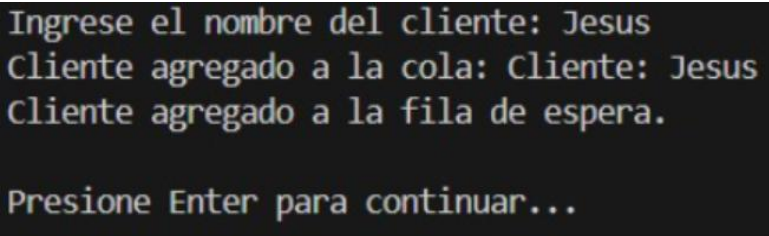 Ingrese el nombre del cliente: Jesus
Cliente agregado a la cola: Cliente: Jesus
Cliente agregado a la fila de espera.
Presione Enter para continuar...